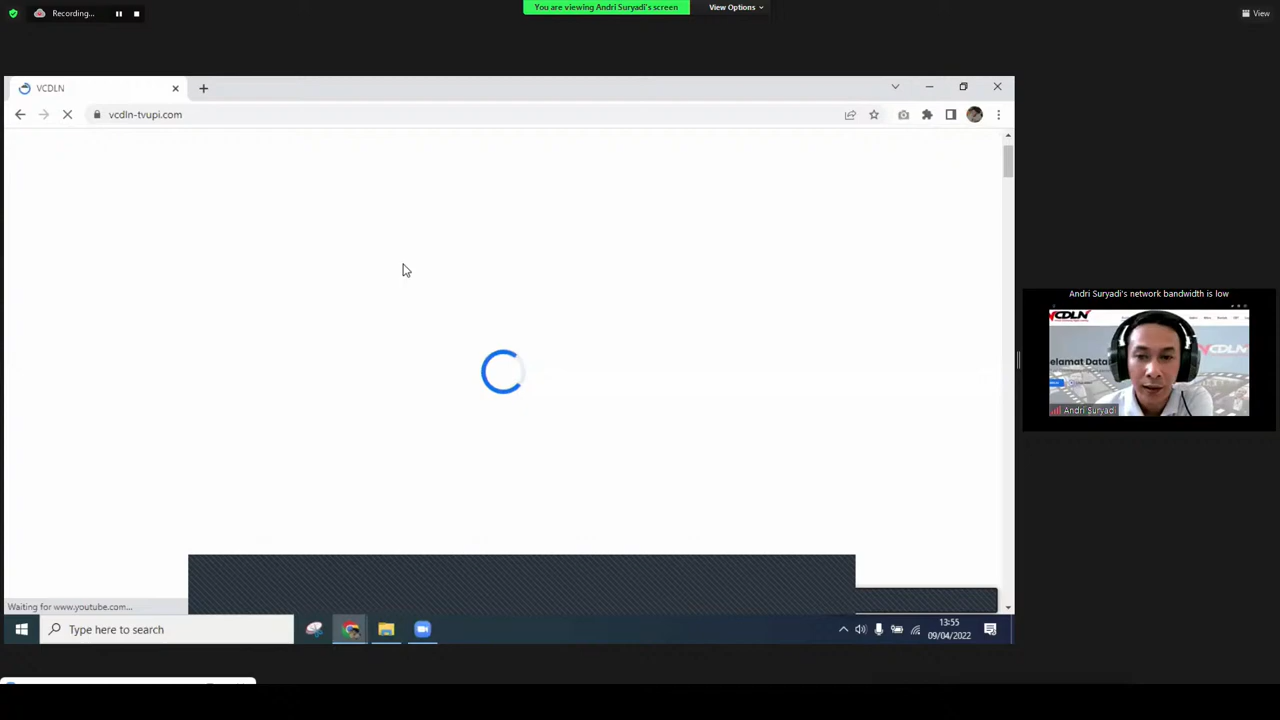 Recording...
You are viewing Andri Suryadi's screen
View Options
View
VCDLN
vcdln-tvupi.com
Andri Suryadi's network bandwidth is low
VCDLN
VCDLN
Selamat Data
Andri Suryadi
Waiting for www.youtube.com...
Type here to search
13:55
09/04/2022